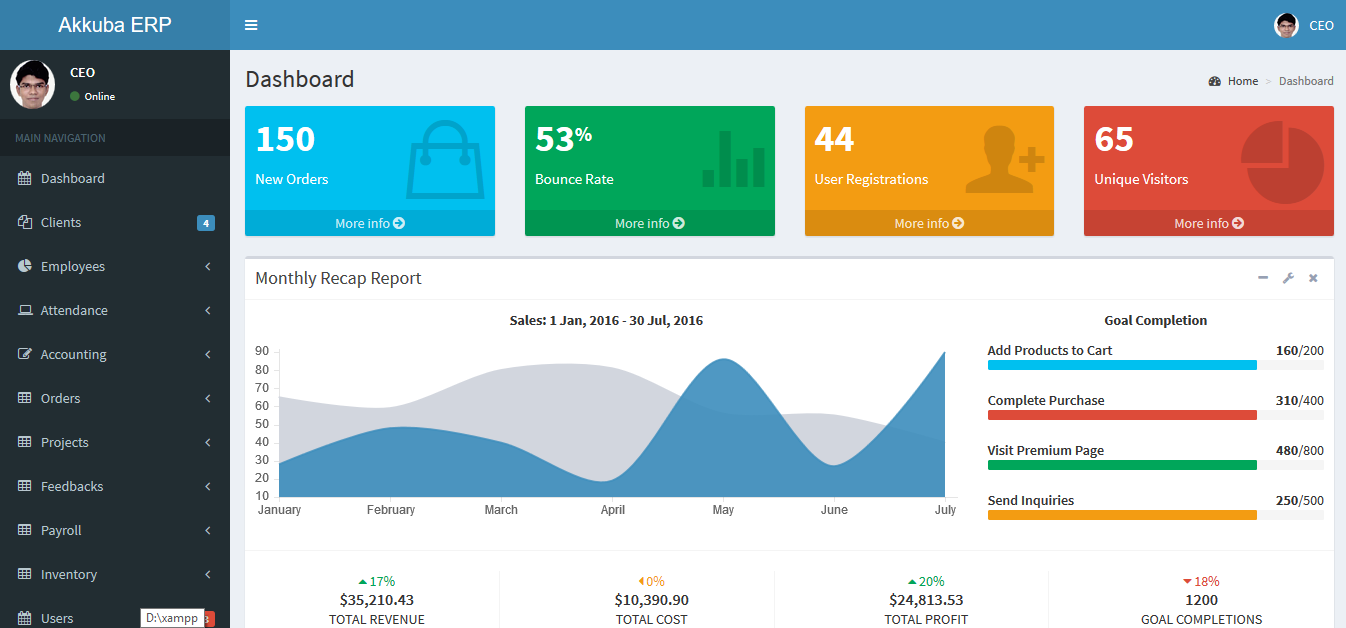 Akkuba ERP
CEO
CEO
Online
MAIN NAVIGATION
Dashboard
Clients 4
Employees
Attendance
Accounting
Orders
Projects
Feedbacks
Payroll
Inventory
Users 3
D:\xampp
Dashboard
Home > Dashboard
150
New Orders
More info
53%
Bounce Rate
More info
44
User Registrations
More info
65
Unique Visitors
More info
Monthly Recap Report
Sales: 1 Jan, 2016 - 30 Jul, 2016
90
80
70
60
50
40
30
20
10
January February March April May June July
Goal Completion
Add Products to Cart 160/200
Complete Purchase 310/400
Visit Premium Page 480/800
Send Inquiries 250/500
17%
$35,210.43
TOTAL REVENUE
0%
$10,390.90
TOTAL COST
20%
$24,813.53
TOTAL PROFIT
18%
1200
GOAL COMPLETIONS